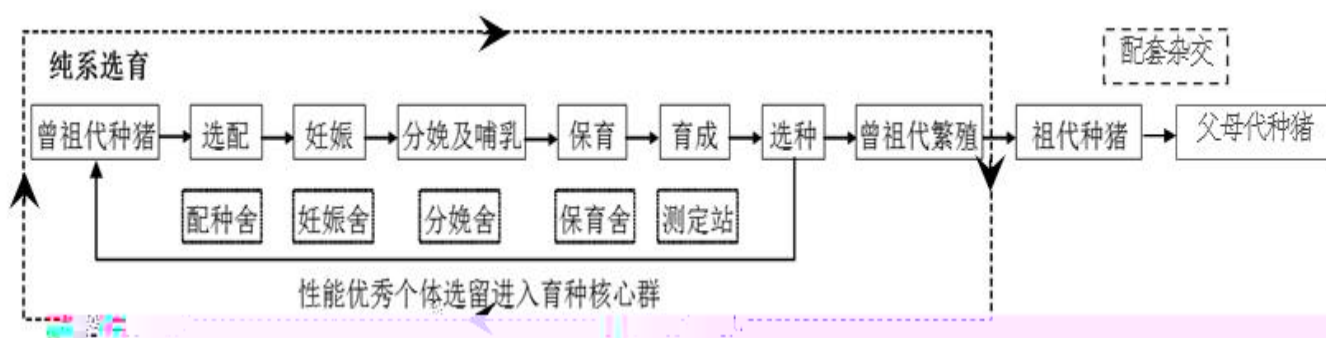 配套杂交
纯系选育
曾祖代种猪 选配 妊娠 分娩及哺乳 保育 育成 选种 曾祖代繁殖 祖代种猪 父母代种猪
配种舍 妊娠舍 分娩舍 保育舍 测定站
性能优秀个体选留进入育种核心群